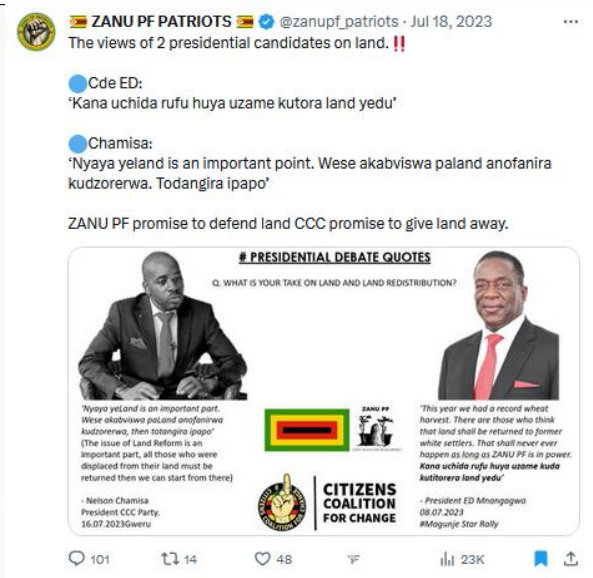 ZANU PF PATRIOTS @zanupf_patriots · Jul 18, 2023
The views of 2 presidential candidates on land. ‼️
Cde ED:
‘Kana uchida rufu huya uzame kutora land yedu’
Chamisa:
‘Nyaya yeland is an important point. Wese akabviswa paland anofanira
kudzorerwa. Todangira ipapo’
ZANU PF promise to defend land CCC promise to give land away.
# PRESIDENTIAL DEBATE QUOTES
Q. WHAT IS YOUR TAKE ON LAND AND LAND REDISTRIBUTION?
'Nyaya yeLand is an important part.
Wese akabviswa paLand anofanirwa
kudzorerwa, then totangira ipapo'
(The issue of Land Reform is an
important part, all those who were
displaced from their land must be
returned then we can start from there)
- Nelson Chamisa
President CCC Party.
16.07.2023Gweru
ZANU PF
CITIZENS
COALITION
FOR CHANGE
'This year we had a record wheat
harvest. There are those who think
that land shall be returned to former
white settlers. That shall never ever
happen as long as ZANU PF is in power.
Kana uchida rufu huya uzame kuda
kutitorera land yedu'
- President ED Mnangagwa
08.07.2023
#Magunje Star Rally
101 14 48 23K